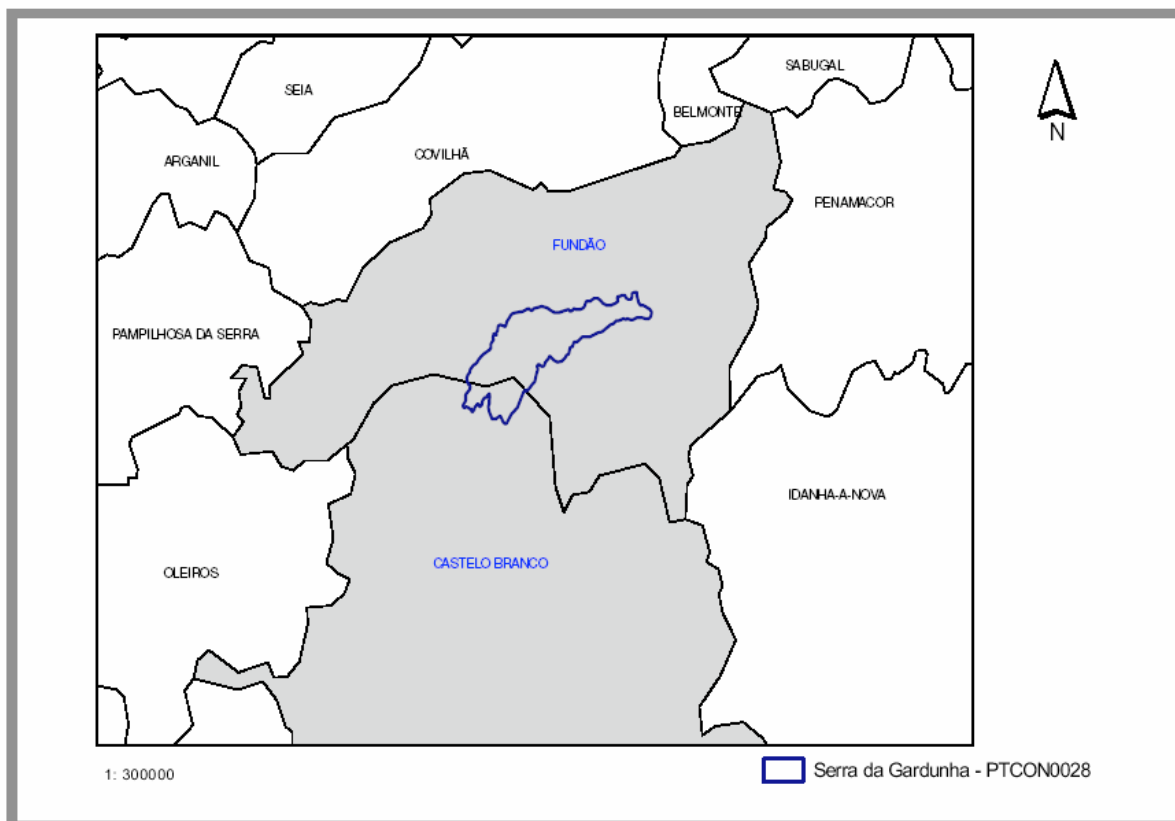 SABUGAL
SEIA
BELMONTE
N
ARGANIL
COVILHÃ
PENAMACOR
FUNDÃO
PAMPILHOSA DA SERRA
IDANHA-A-NOVA
CASTELO BRANCO
OLEIROS
1: 300000
Serra da Gardunha - PTCON0028